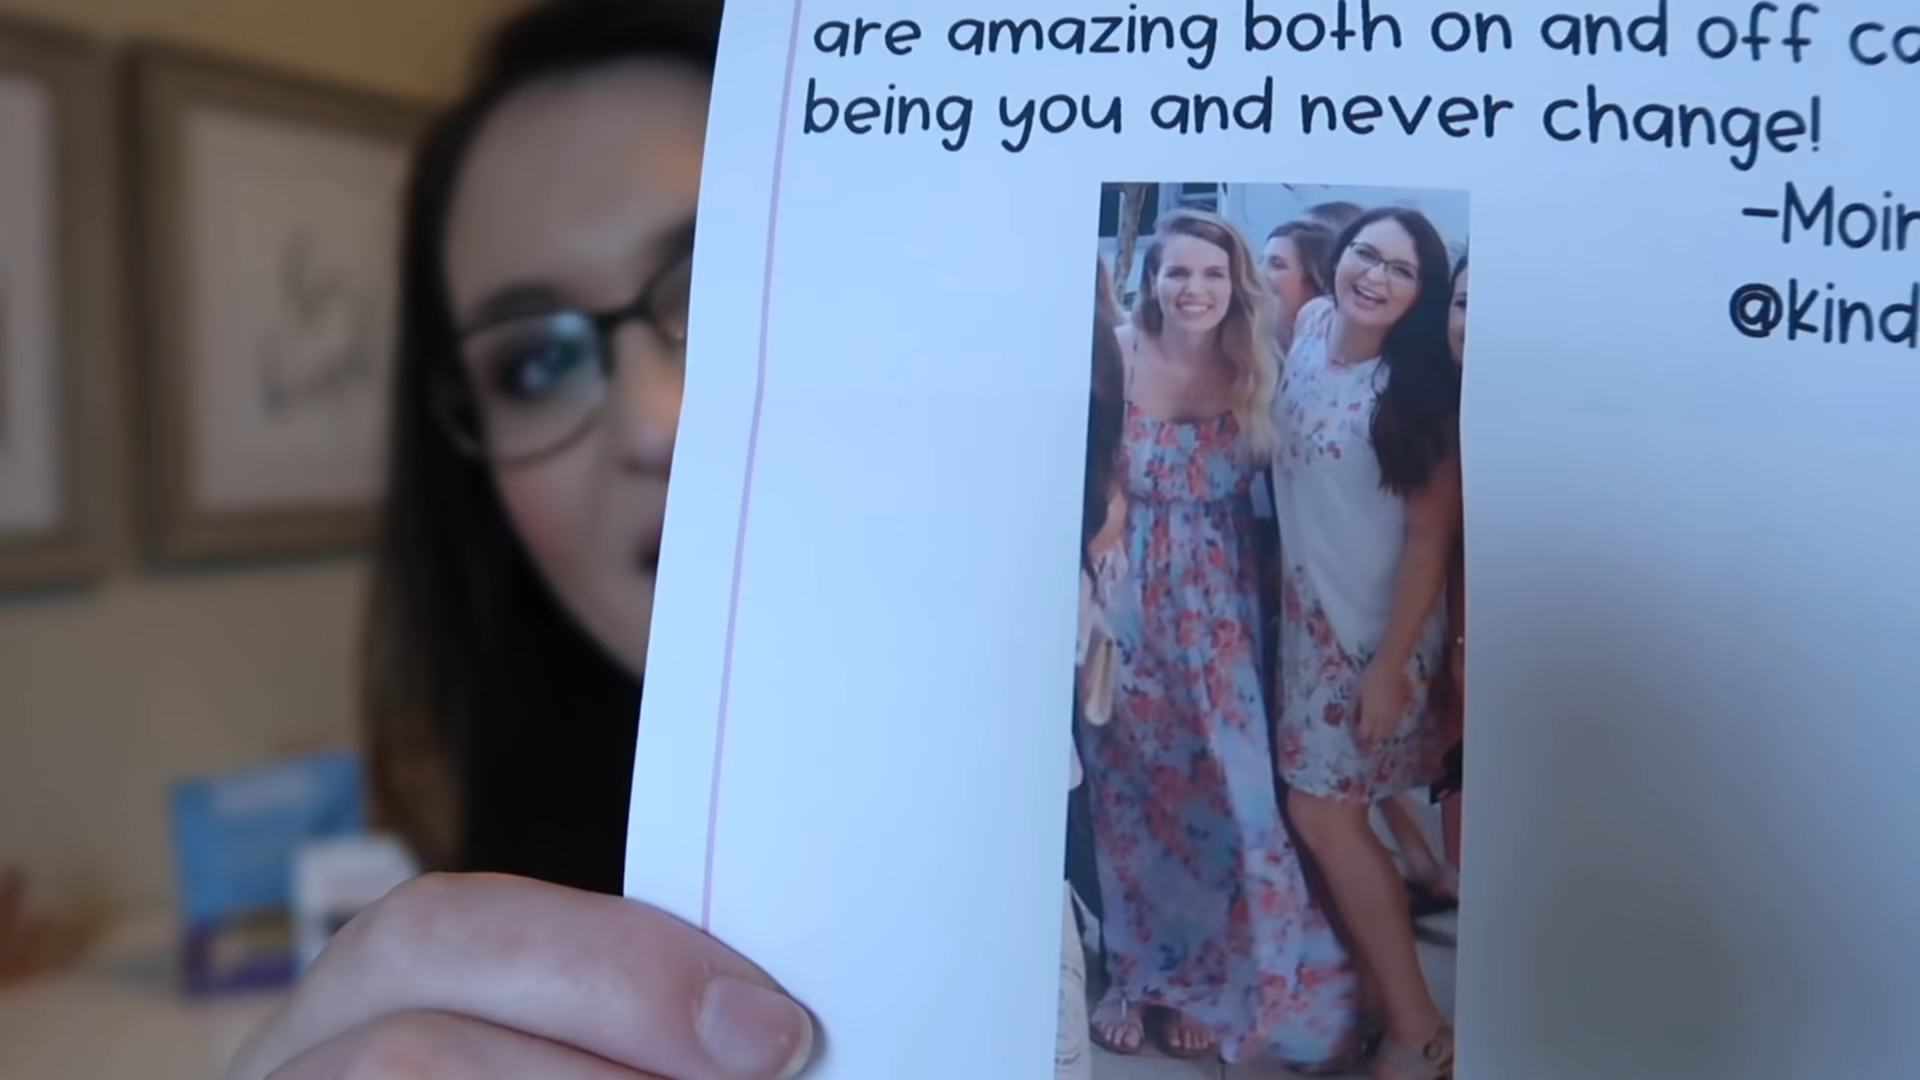 are amazing both on and off
being you and never change!